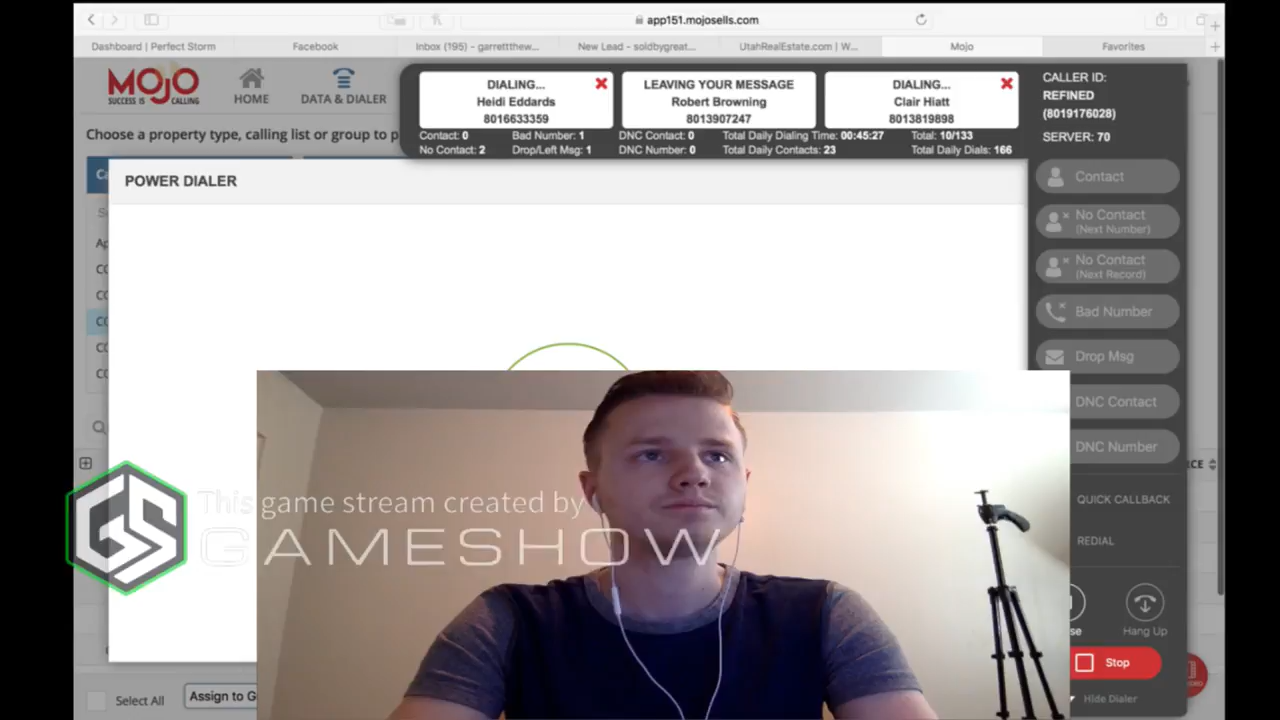 app151.mojosells.com
Dashboard | Perfect Storm
Facebook
Inbox (195) - garrettthew...
New Lead - soldbygreat...
UtahRealEstate.com | W...
Mojo
Favorites
MOJO
SUCCESS IS CALLING
HOME
DATA & DIALER
DIALING...
Heidi Eddards
8016633359
LEAVING YOUR MESSAGE
Robert Browning
8013907247
DIALING...
Clair Hiatt
8013819898
CALLER ID:
REFINED
(8019176028)
SERVER: 70
Contact: 0 Bad Number: 1 DNC Contact: 0 Total Daily Dialing Time: 00:45:27 Total: 10/133
No Contact: 2 Drop/Left Msg: 1 DNC Number: 0 Total Daily Contacts: 23 Total Daily Dials: 166
Choose a property type, calling list or group to p
POWER DIALER
Contact
No Contact
(Next Number)
No Contact
(Next Record)
Bad Number
Drop Msg
DNC Contact
DNC Number
QUICK CALLBACK
REDIAL
se
Hang Up
Stop
Hide Dialer
This game stream created by
GAMESHOW
GS
Select All
Assign to G